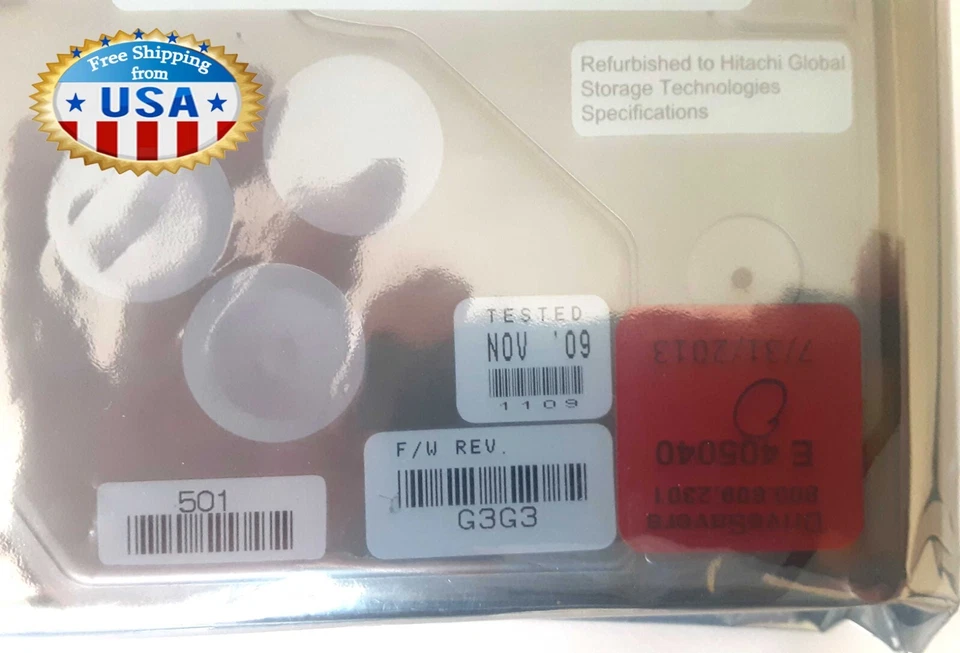 Free Shipping
from
USA
Refurbished to Hitachi Global
Storage Technologies
Specifications
TESTED
NOV '09
1109
F/W REV.
G3G3
501
DriveSavers
800.609.2301
E 405040
7/31/2013